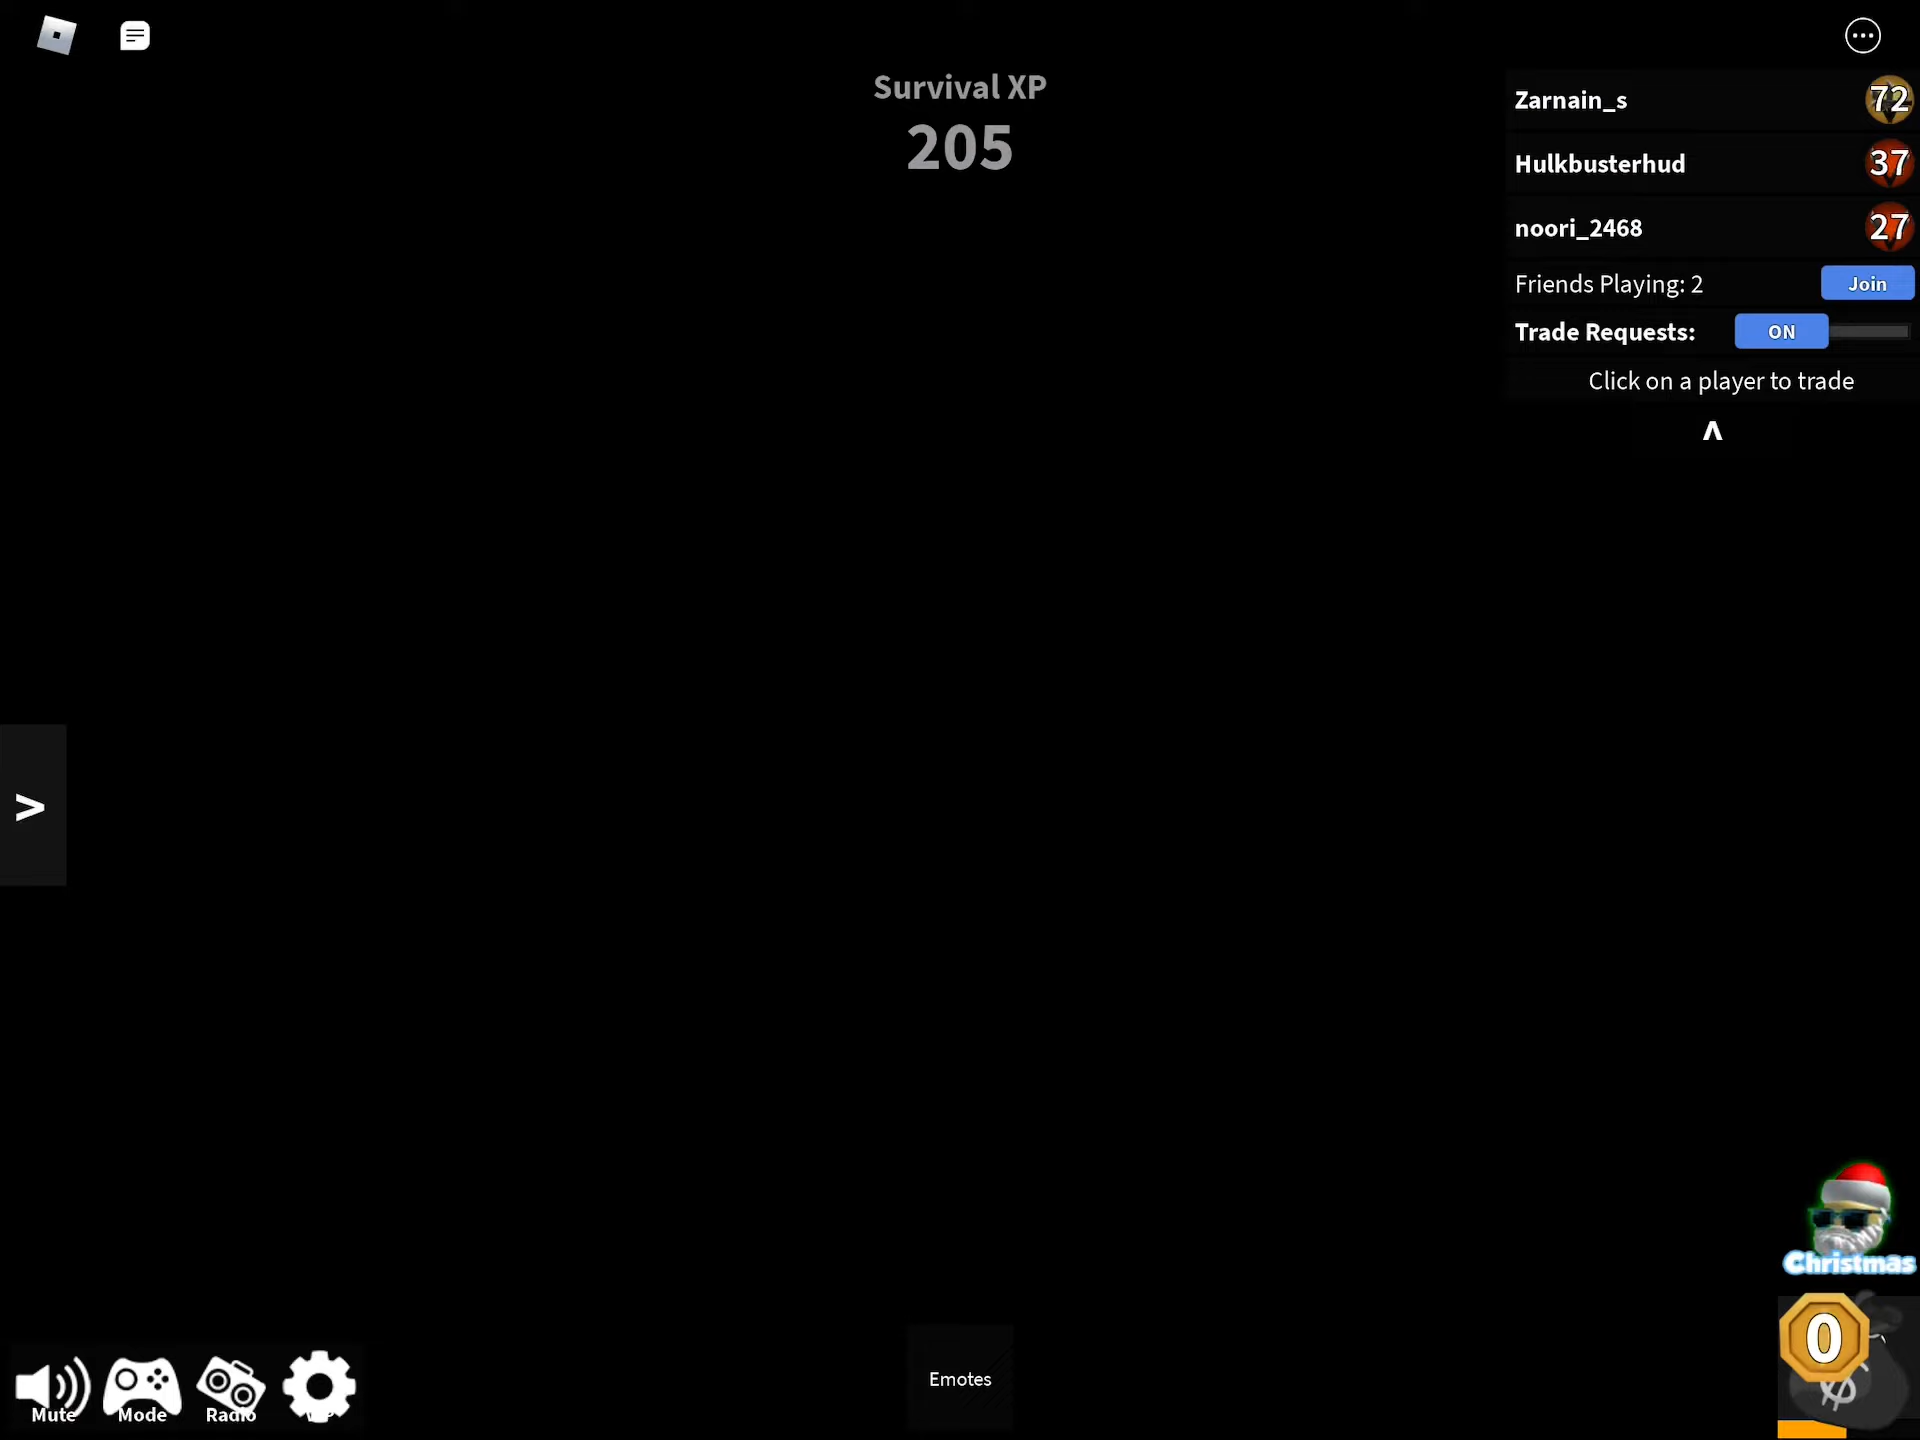 Survival XP
205
Zarnain_s 72
Hulkbusterhud 37
noori_2468 27
Friends Playing: 2 Join
Trade Requests: ON
Click on a player to trade
>
Christmas
0
Emotes
Mute Mode Radio